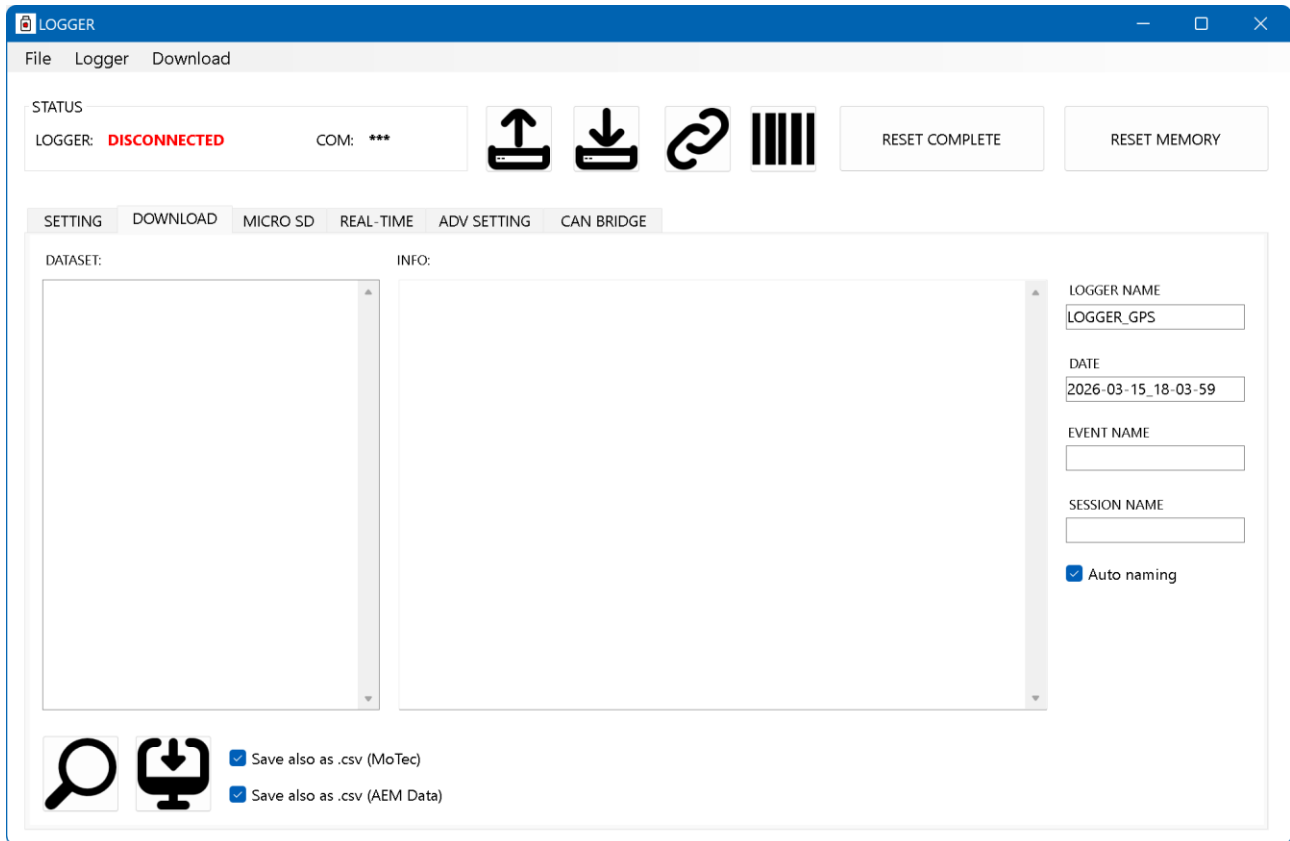 LOGGER
File Logger Download
STATUS
LOGGER: DISCONNECTED COM: ***
RESET COMPLETE
RESET MEMORY
SETTING DOWNLOAD MICRO SD REAL-TIME ADV SETTING CAN BRIDGE
DATASET:
INFO:
LOGGER NAME
LOGGER_GPS
DATE
2026-03-15_18-03-59
EVENT NAME
SESSION NAME
Auto naming
Save also as .csv (MoTec)
Save also as .csv (AEM Data)